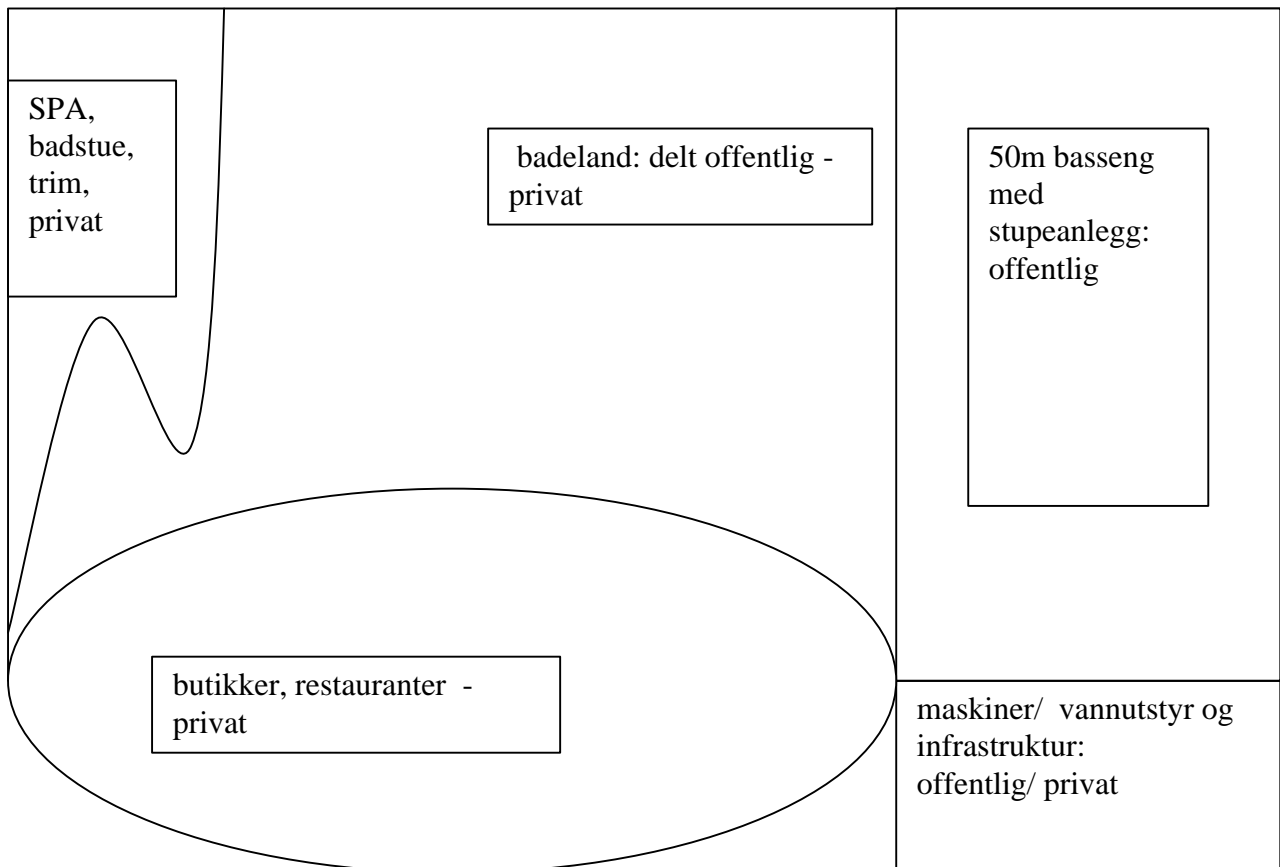 SPA,
badstue,
trim,
privat
badeland: delt offentlig -
privat
50m basseng
med
stupeanlegg:
offentlig
butikker, restauranter -
privat
maskiner/ vannutstyr og
infrastruktur:
offentlig/ privat